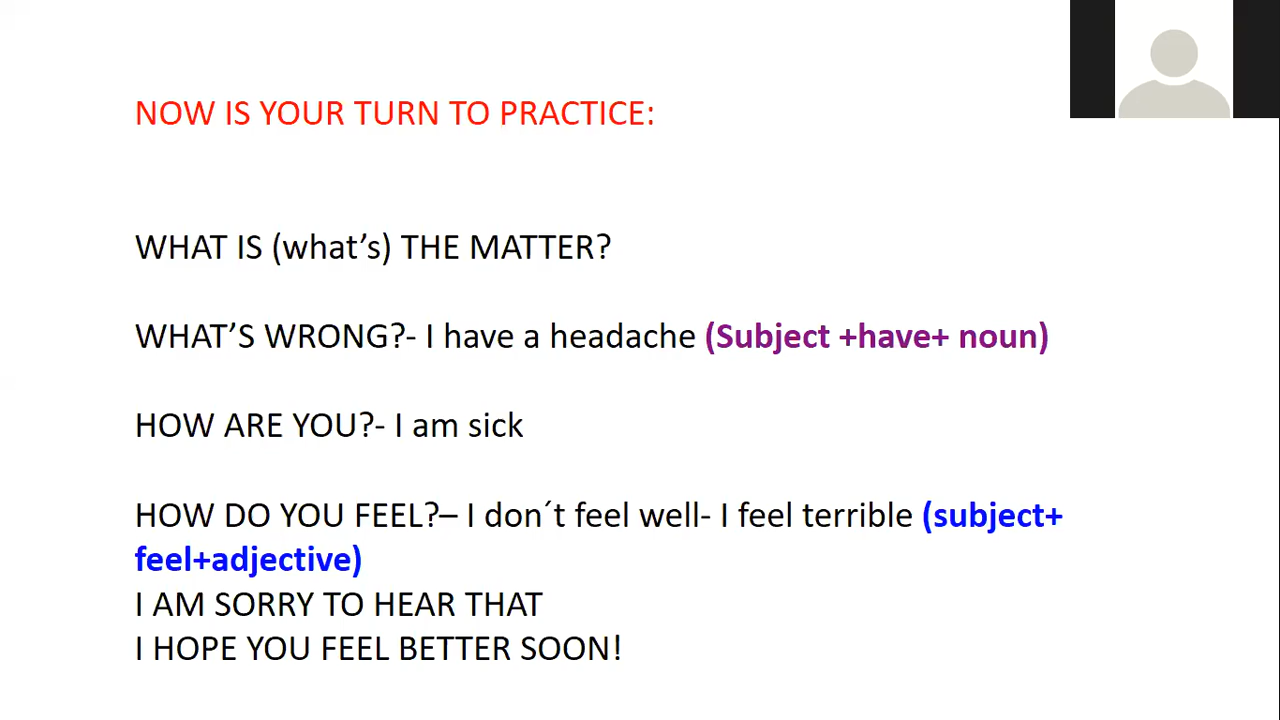 NOW IS YOUR TURN TO PRACTICE:
WHAT IS (what’s) THE MATTER?
WHAT’S WRONG?- I have a headache (Subject +have+ noun)
HOW ARE YOU?- I am sick
HOW DO YOU FEEL?– I don´t feel well- I feel terrible (subject+
feel+adjective)
I AM SORRY TO HEAR THAT
I HOPE YOU FEEL BETTER SOON!